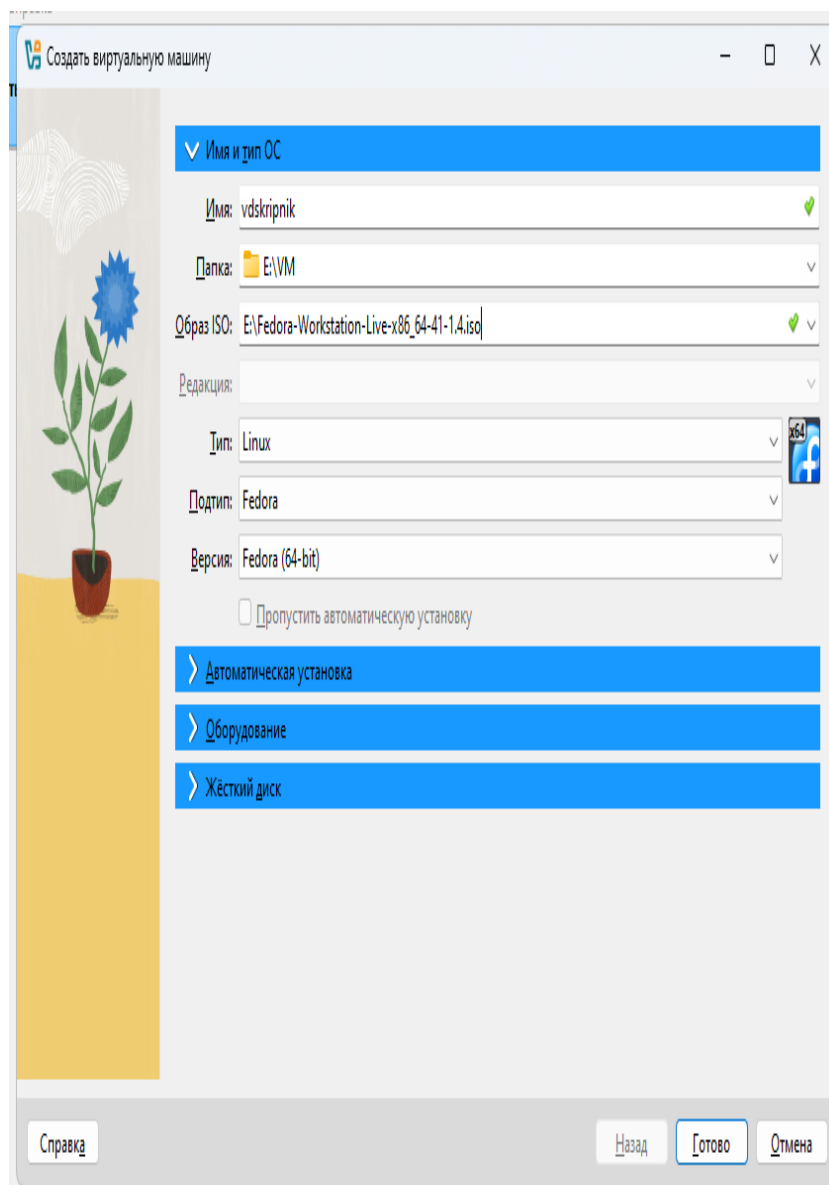 Создать виртуальную машину
Имя и тип ОС
Имя: vdskripnik
Папка: E:\VM
Образ ISO: E:\Fedora-Workstation-Live-x86_64-41-1.4.iso
Редакция:
Тип: Linux
x64
Подтип: Fedora
Версия: Fedora (64-bit)
Пропустить автоматическую установку
Автоматическая установка
Оборудование
Жёсткий диск
Справка Назад Готово Отмена